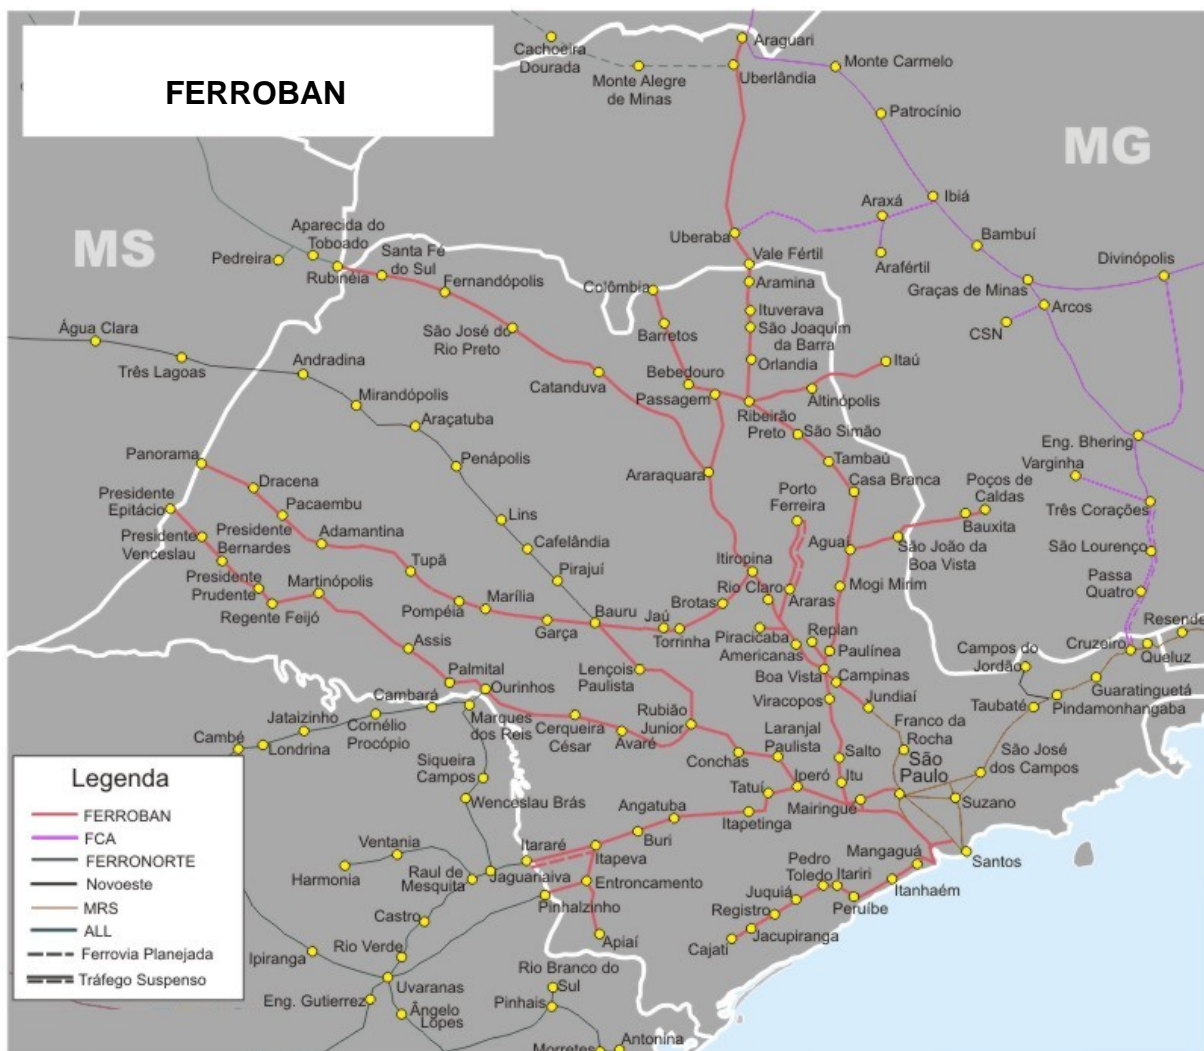 FERROBAN
MS
MG
Cachoeira
Dourada
Monte Alegre
de Minas
Araguari
Uberlândia
Monte Carmelo
Patrocínio
Araxá
Ibiá
Uberaba
Bambuí
Arafértil
Divinópolis
Vale Fértil
Graças de Minas
Arcos
CSN
Aparecida do
Toboado
Pedreira
Rubinéia
Santa Fé
do Sul
Fernandópolis
São José do
Rio Preto
Catanduva
Colômbia
Barretos
Bebedouro
Passagem
Aramina
Ituverava
São Joaquim
da Barra
Orlandia
Itaú
Altinópolis
Ribeirão
Preto
São Simão
Tambaú
Casa Branca
Água Clara
Três Lagoas
Andradina
Mirandópolis
Araçatuba
Penápolis
Lins
Cafelândia
Pirajuí
Bauru
Araraquara
Porto
Ferreira
Aguaí
São João da
Boa Vista
Poços de
Caldas
Bauxita
Eng. Bhering
Varginha
Três Corações
São Lourenço
Passa
Quatro
Cruzeiro
Resende
Queluz
Panorama
Dracena
Pacaembu
Adamantina
Tupã
Pompéia
Marília
Garça
Jaú
Torrinha
Brotas
Itiropina
Rio Claro
Araras
Mogi Mirim
Piracicaba
Americanas
Replan
Paulínea
Boa Vista
Campinas
Viracopos
Jundiaí
Presidente
Epitácio
Presidente
Venceslau
Presidente
Bernardes
Presidente
Prudente
Regente Feijó
Martinópolis
Assis
Palmital
Ourinhos
Lençois
Paulista
Rubião
Junior
Cerqueira
César
Avaré
Conchas
Laranjal
Paulista
Salto
Itu
Iperó
Tatuí
Mairingue
Franco da
Rocha
São
Paulo
Campos do
Jordão
Taubaté
Pindamonhangaba
Guaratinguetá
São José
dos Campos
Suzano
Santos
Cambará
Marques
dos Reis
Jataizinho
Cornélio
Procópio
Cambé
Londrina
Siqueira
Campos
Wenceslau Brás
Ventania
Harmonia
Raul de
Mesquita
Jaguanaiva
Itararé
Itapeva
Buri
Angatuba
Itapetinga
Entroncamento
Pinhalzinho
Apiaí
Castro
Rio Verde
Ipiranga
Uvaranas
Eng. Gutierrez
Ângelo
Lopes
Rio Branco do
Sul
Pinhais
Morretes
Antonina
Mangaguá
Itanhaém
Peruíbe
Itariri
Pedro
Toledo
Juquiá
Registro
Jacupiranga
Cajati
Legenda
FERROBAN
FCA
FERRONORTE
Novoeste
MRS
ALL
Ferrovia Planejada
Tráfego Suspenso